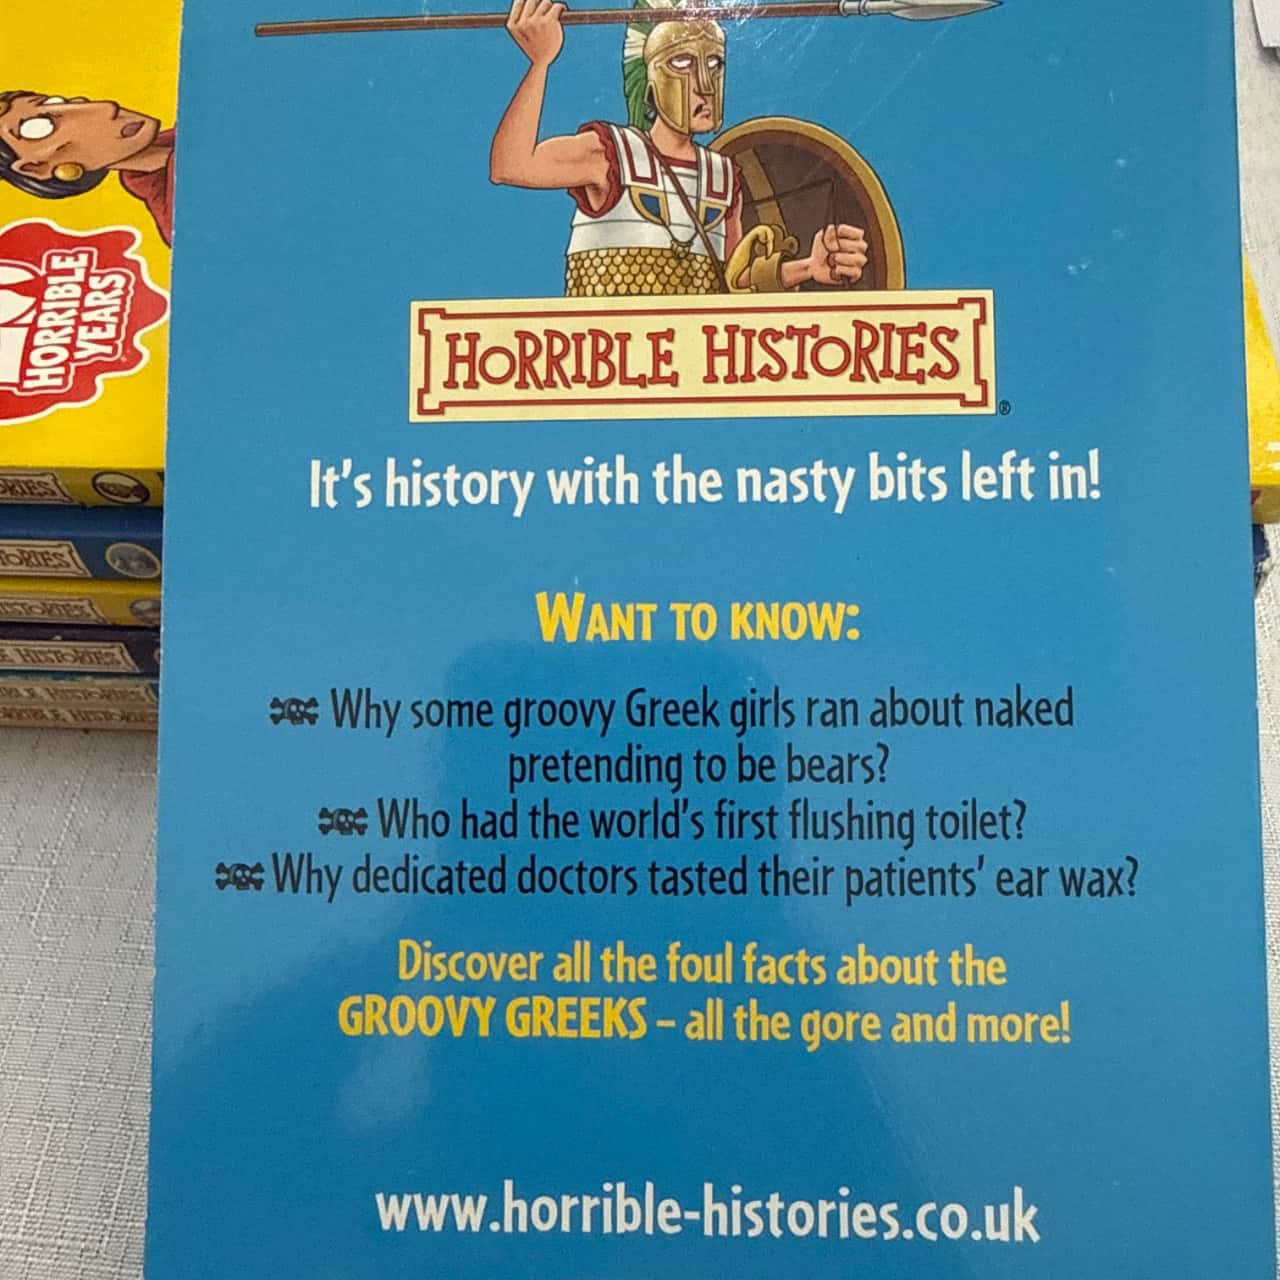 HORRIBLE HISTORIES
®
It's history with the nasty bits left in!
WANT TO KNOW:
Why some groovy Greek girls ran about naked
pretending to be bears?
Who had the world's first flushing toilet?
Why dedicated doctors tasted their patients' ear wax?
Discover all the foul facts about the
GROOVY GREEKS – all the gore and more!
www.horrible-histories.co.uk
HORRIBLE
YEARS
HISTORIES